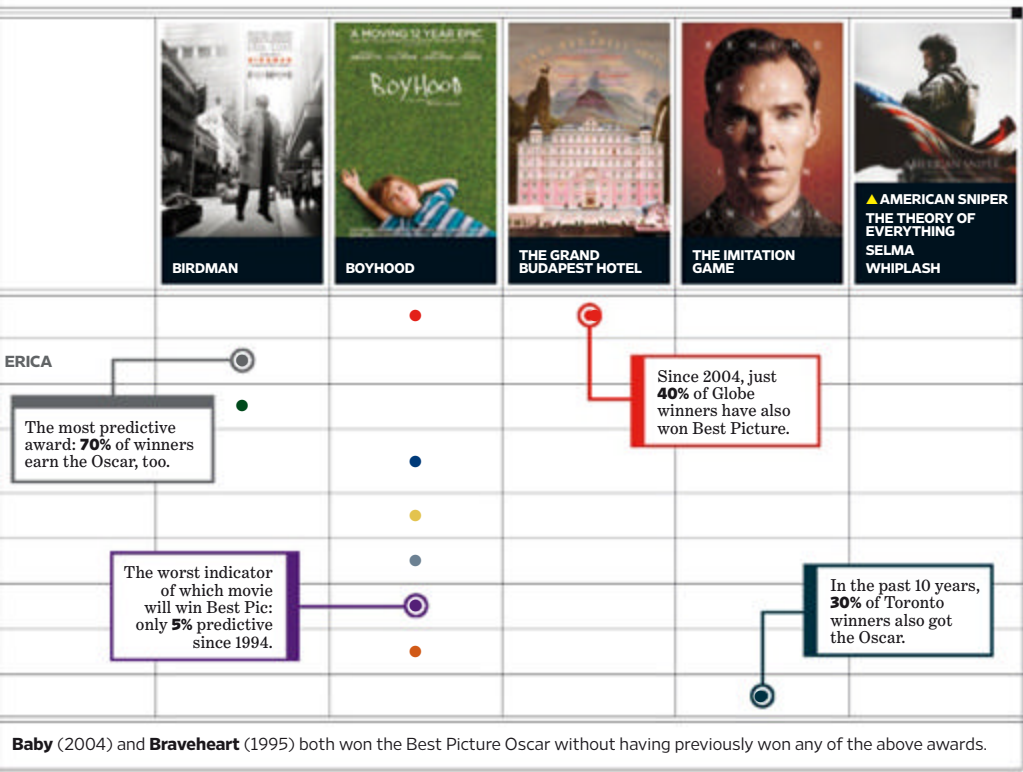 A MOVING 12 YEAR EPIC
BOYHOOD
AMERICAN SNIPER
BIRDMAN
BOYHOOD
THE GRAND
BUDAPEST HOTEL
THE IMITATION
GAME
AMERICAN SNIPER
THE THEORY OF
EVERYTHING
SELMA
WHIPLASH
ERICA
The most predictive
award: 70% of winners
earn the Oscar, too.
Since 2004, just
40% of Globe
winners have also
won Best Picture.
The worst indicator
of which movie
will win Best Pic:
only 5% predictive
since 1994.
In the past 10 years,
30% of Toronto
winners also got
the Oscar.
Baby (2004) and Braveheart (1995) both won the Best Picture Oscar without having previously won any of the above awards.